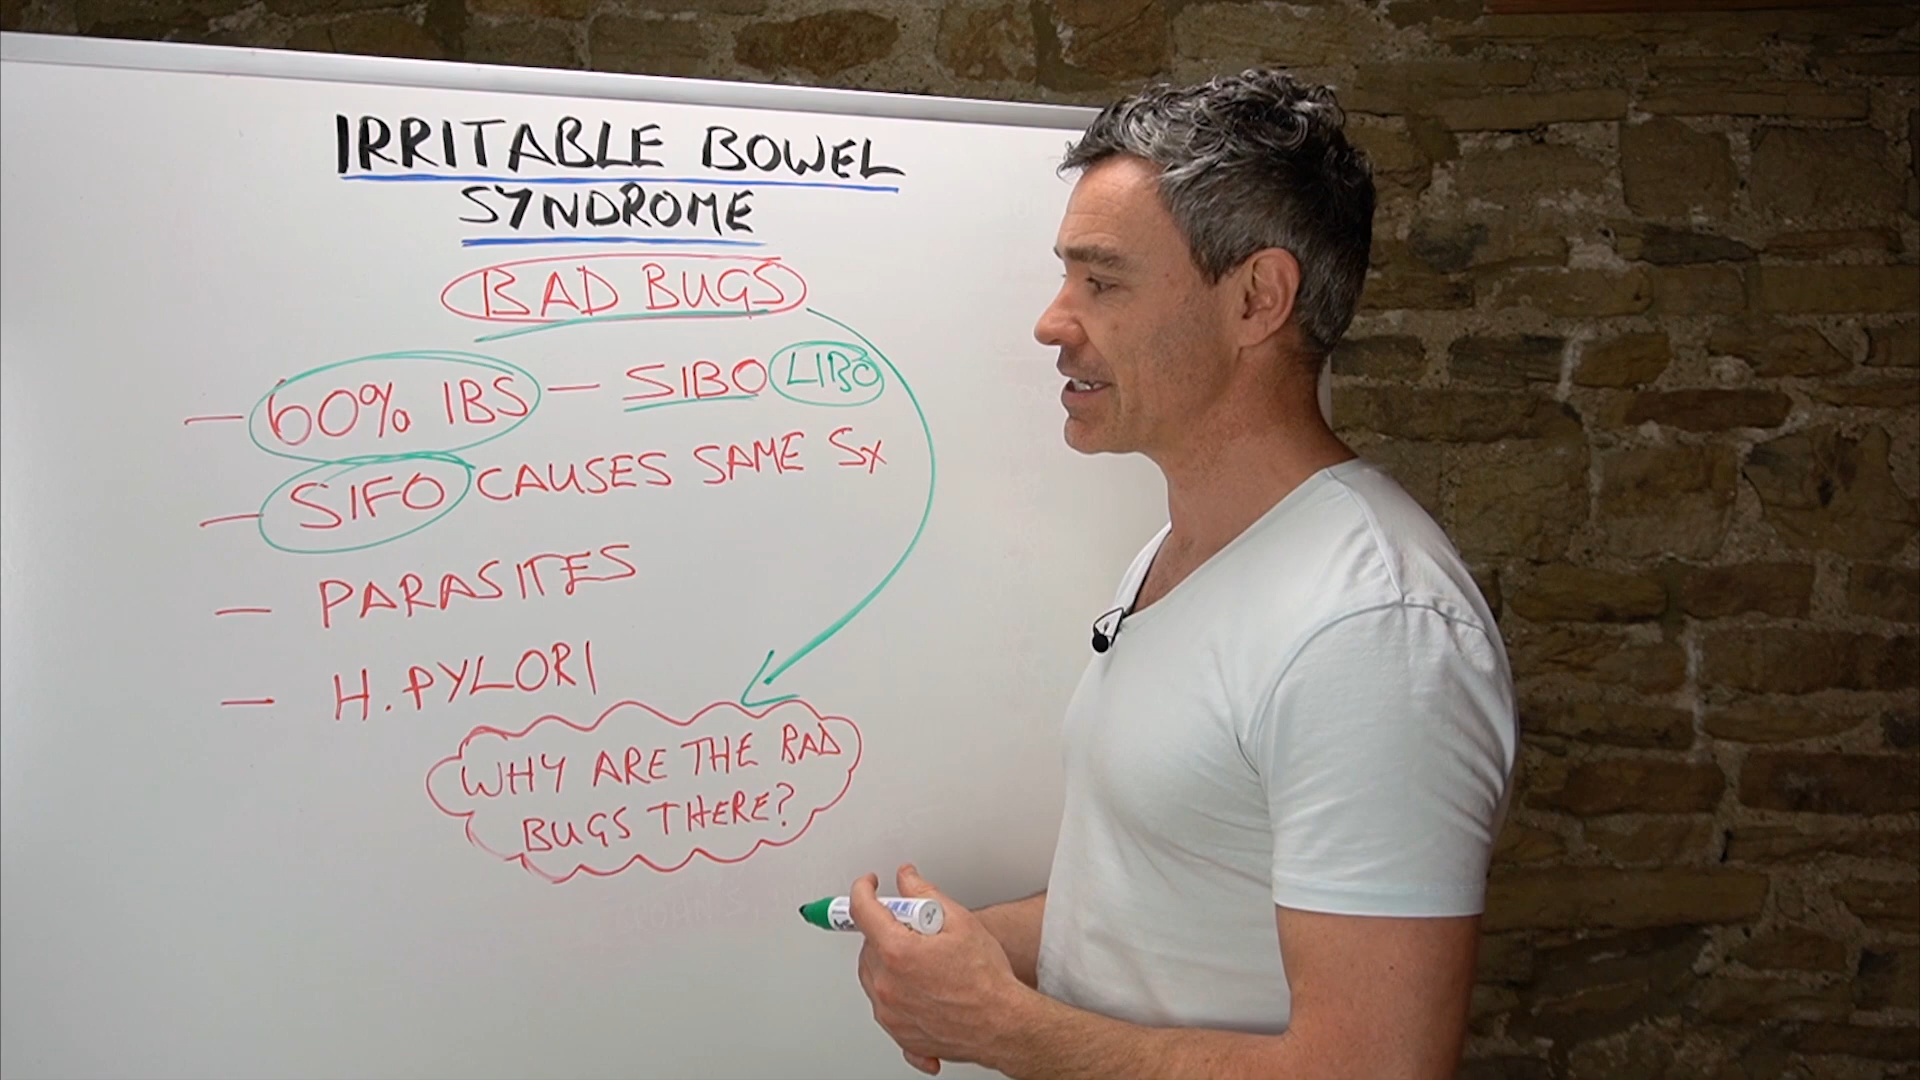 IRRITABLE BOWEL
SYNDROME
BAD BUGS
- 60% IBS - SIBO LIBO
- SIFO CAUSES SAME Sx
- PARASITES
- H. PYLORI
WHY ARE THE BAD
BUGS THERE?